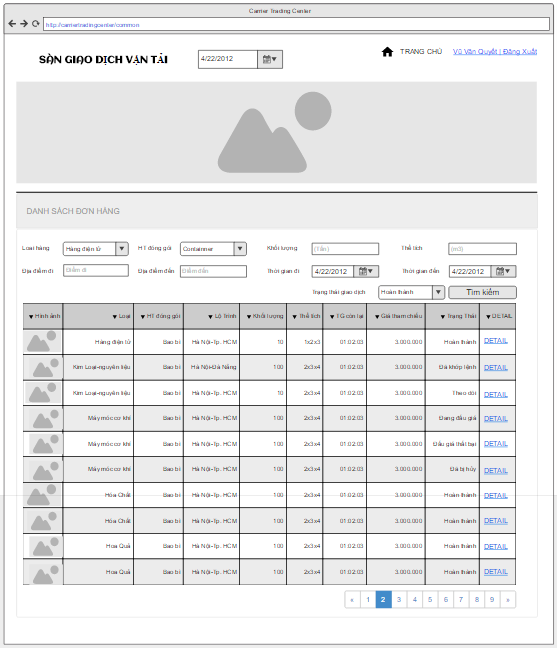 Carrier Trading Center
http://carriertradingcenter/common
SÀN GIAO DỊCH VẬN TẢI 4/22/2012 TRANG CHỦ Vũ Văn Quyết | Đăng Xuất
DANH SÁCH ĐƠN HÀNG
Loại hàng Hàng điện tử HT đóng gói Containner Khối lượng (Tấn) Thể tích (m3)
Địa điểm đi Điểm đi Địa điểm đến Điểm đến Thời gian đi 4/22/2012 Thời gian đến 4/22/2012
Trạng thái giao dịch Hoàn thành Tìm kiếm
Hình ảnh Loại HT đóng gói Lộ Trình Khối lượng Thể tích TG còn lại Giá tham chiếu Trạng Thái DETAIL
Hàng điện tử Bao bì Hà Nội-Tp. HCM 10 1x2x3 01:02:03 3.000.000 Hoàn thành DETAIL
Kim Loại-nguyên liệu Bao bì Hà Nội-Đà Nẵng 100 2x3x4 01:02:03 3.000.000 Đã khớp lệnh DETAIL
Kim Loại-nguyên liệu Bao bì Hà Nội-Tp. HCM 10 2x3x4 01:02:03 3.000.000 Theo dõi DETAIL
Máy móc cơ khí Bao bì Hà Nội-Tp. HCM 100 2x3x4 01:02:03 3.000.000 Đang đấu giá DETAIL
Máy móc cơ khí Bao bì Hà Nội-Tp. HCM 100 2x3x4 01:02:03 3.000.000 Đấu giá thất bại DETAIL
Máy móc cơ khí Bao bì Hà Nội-Tp. HCM 100 2x3x4 01:02:03 3.000.000 Đã bị hủy DETAIL
Hóa Chất Bao bì Hà Nội-Tp. HCM 100 2x3x4 01:02:03 3.000.000 Hoàn thành DETAIL
Hóa Chất Bao bì Hà Nội-Tp. HCM 100 2x3x4 01:02:03 3.000.000 Hoàn thành DETAIL
Hoa Quả Bao bì Hà Nội-Tp. HCM 100 2x3x4 01:02:03 3.000.000 Hoàn thành DETAIL
Hoa Quả Bao bì Hà Nội-Tp. HCM 100 2x3x4 01:02:03 3.000.000 Hoàn thành DETAIL
« 1 2 3 4 5 6 7 8 9 »